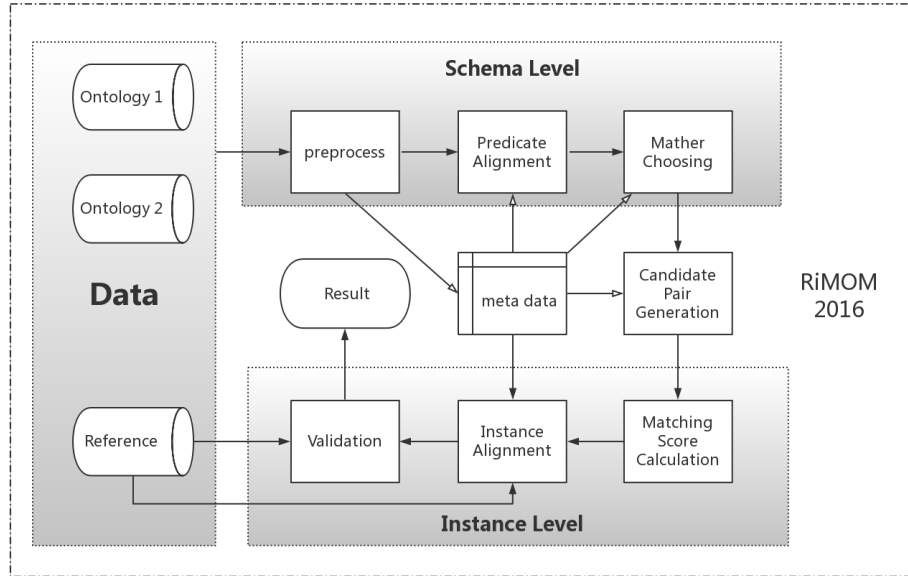 Schema Level
Ontology 1
preprocess
Predicate
Alignment
Mather
Choosing
Ontology 2
Data
Result
meta data
Candidate
Pair
Generation
RiMOM
2016
Reference
Validation
Instance
Alignment
Matching
Score
Calculation
Instance Level